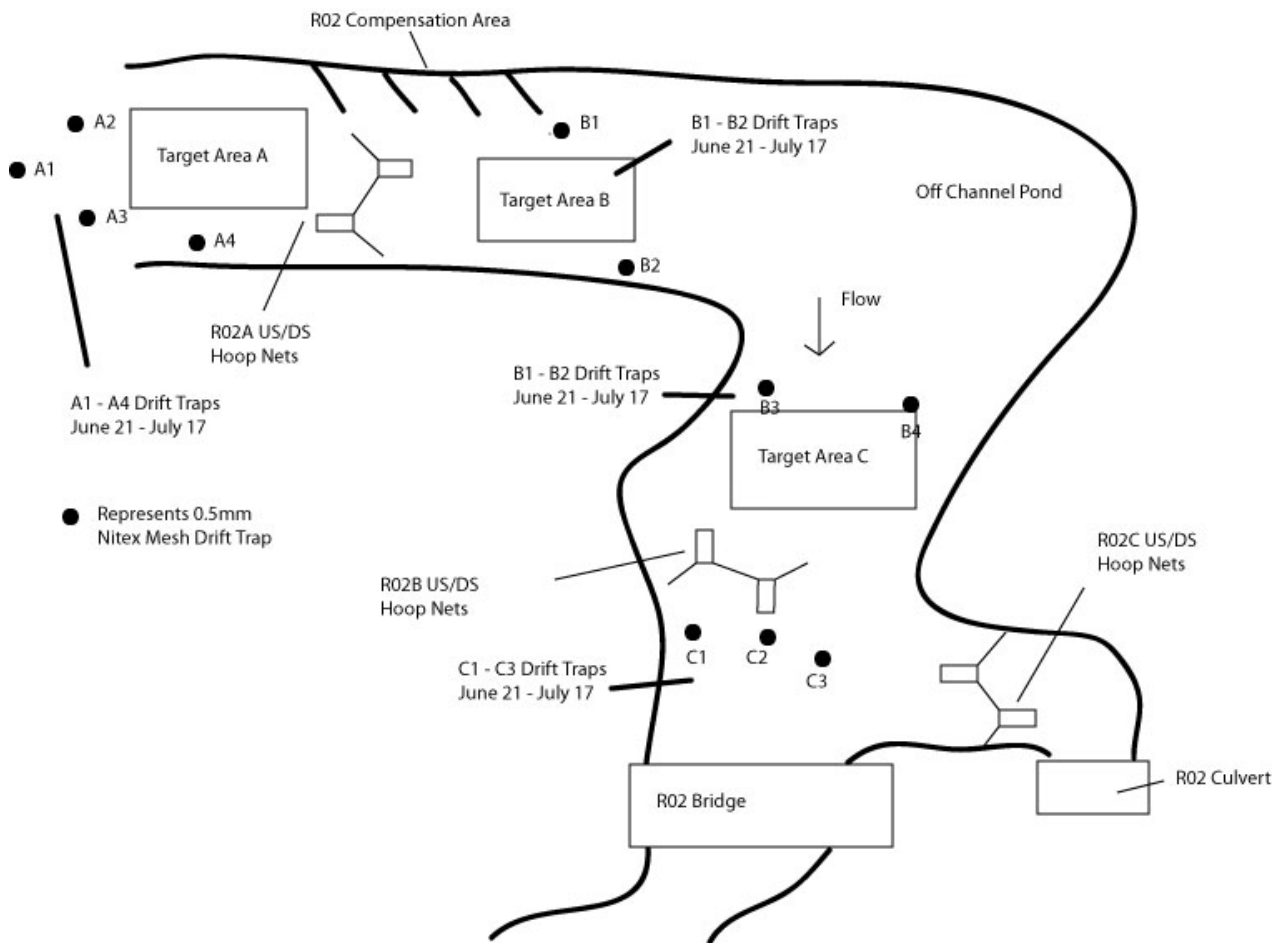 R02 Compensation Area
A2
A1
A3
A4
Target Area A
B1
B1 - B2 Drift Traps
June 21 - July 17
Target Area B
Off Channel Pond
B2
R02A US/DS
Hoop Nets
Flow
A1 - A4 Drift Traps
June 21 - July 17
B1 - B2 Drift Traps
June 21 - July 17
B3
B4
Target Area C
Represents 0.5mm
Nitex Mesh Drift Trap
R02B US/DS
Hoop Nets
R02C US/DS
Hoop Nets
C1
C2
C3
C1 - C3 Drift Traps
June 21 - July 17
R02 Bridge
R02 Culvert